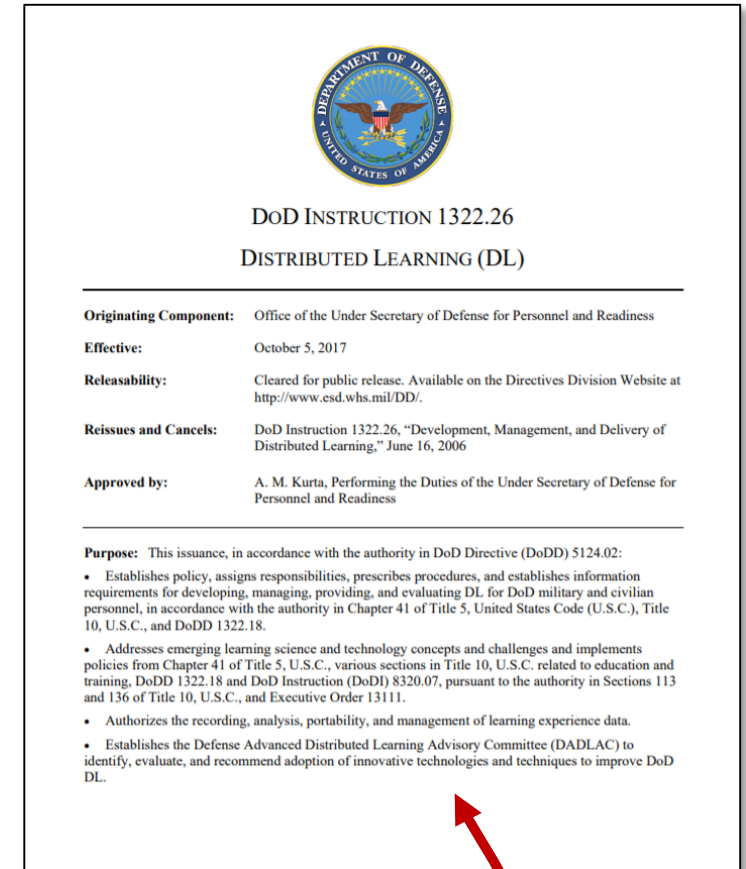 DEPARTMENT OF DEFENSE
UNITED STATES OF AMERICA
DOD INSTRUCTION 1322.26
DISTRIBUTED LEARNING (DL)
Originating Component: Office of the Under Secretary of Defense for Personnel and Readiness
Effective: October 5, 2017
Releasability: Cleared for public release. Available on the Directives Division Website at
http://www.esd.whs.mil/DD/.
Reissues and Cancels: DoD Instruction 1322.26, “Development, Management, and Delivery of
Distributed Learning,” June 16, 2006
Approved by: A. M. Kurta, Performing the Duties of the Under Secretary of Defense for
Personnel and Readiness
Purpose: This issuance, in accordance with the authority in DoD Directive (DoDD) 5124.02:
• Establishes policy, assigns responsibilities, prescribes procedures, and establishes information
requirements for developing, managing, providing, and evaluating DL for DoD military and civilian
personnel, in accordance with the authority in Chapter 41 of Title 5, United States Code (U.S.C.), Title
10, U.S.C., and DoDD 1322.18.
• Addresses emerging learning science and technology concepts and challenges and implements
policies from Chapter 41 of Title 5, U.S.C., various sections in Title 10, U.S.C. related to education and
training, DoDD 1322.18 and DoD Instruction (DoDI) 8320.07, pursuant to the authority in Sections 113
and 136 of Title 10, U.S.C., and Executive Order 13111.
• Authorizes the recording, analysis, portability, and management of learning experience data.
• Establishes the Defense Advanced Distributed Learning Advisory Committee (DADLAC) to
identify, evaluate, and recommend adoption of innovative technologies and techniques to improve DoD
DL.